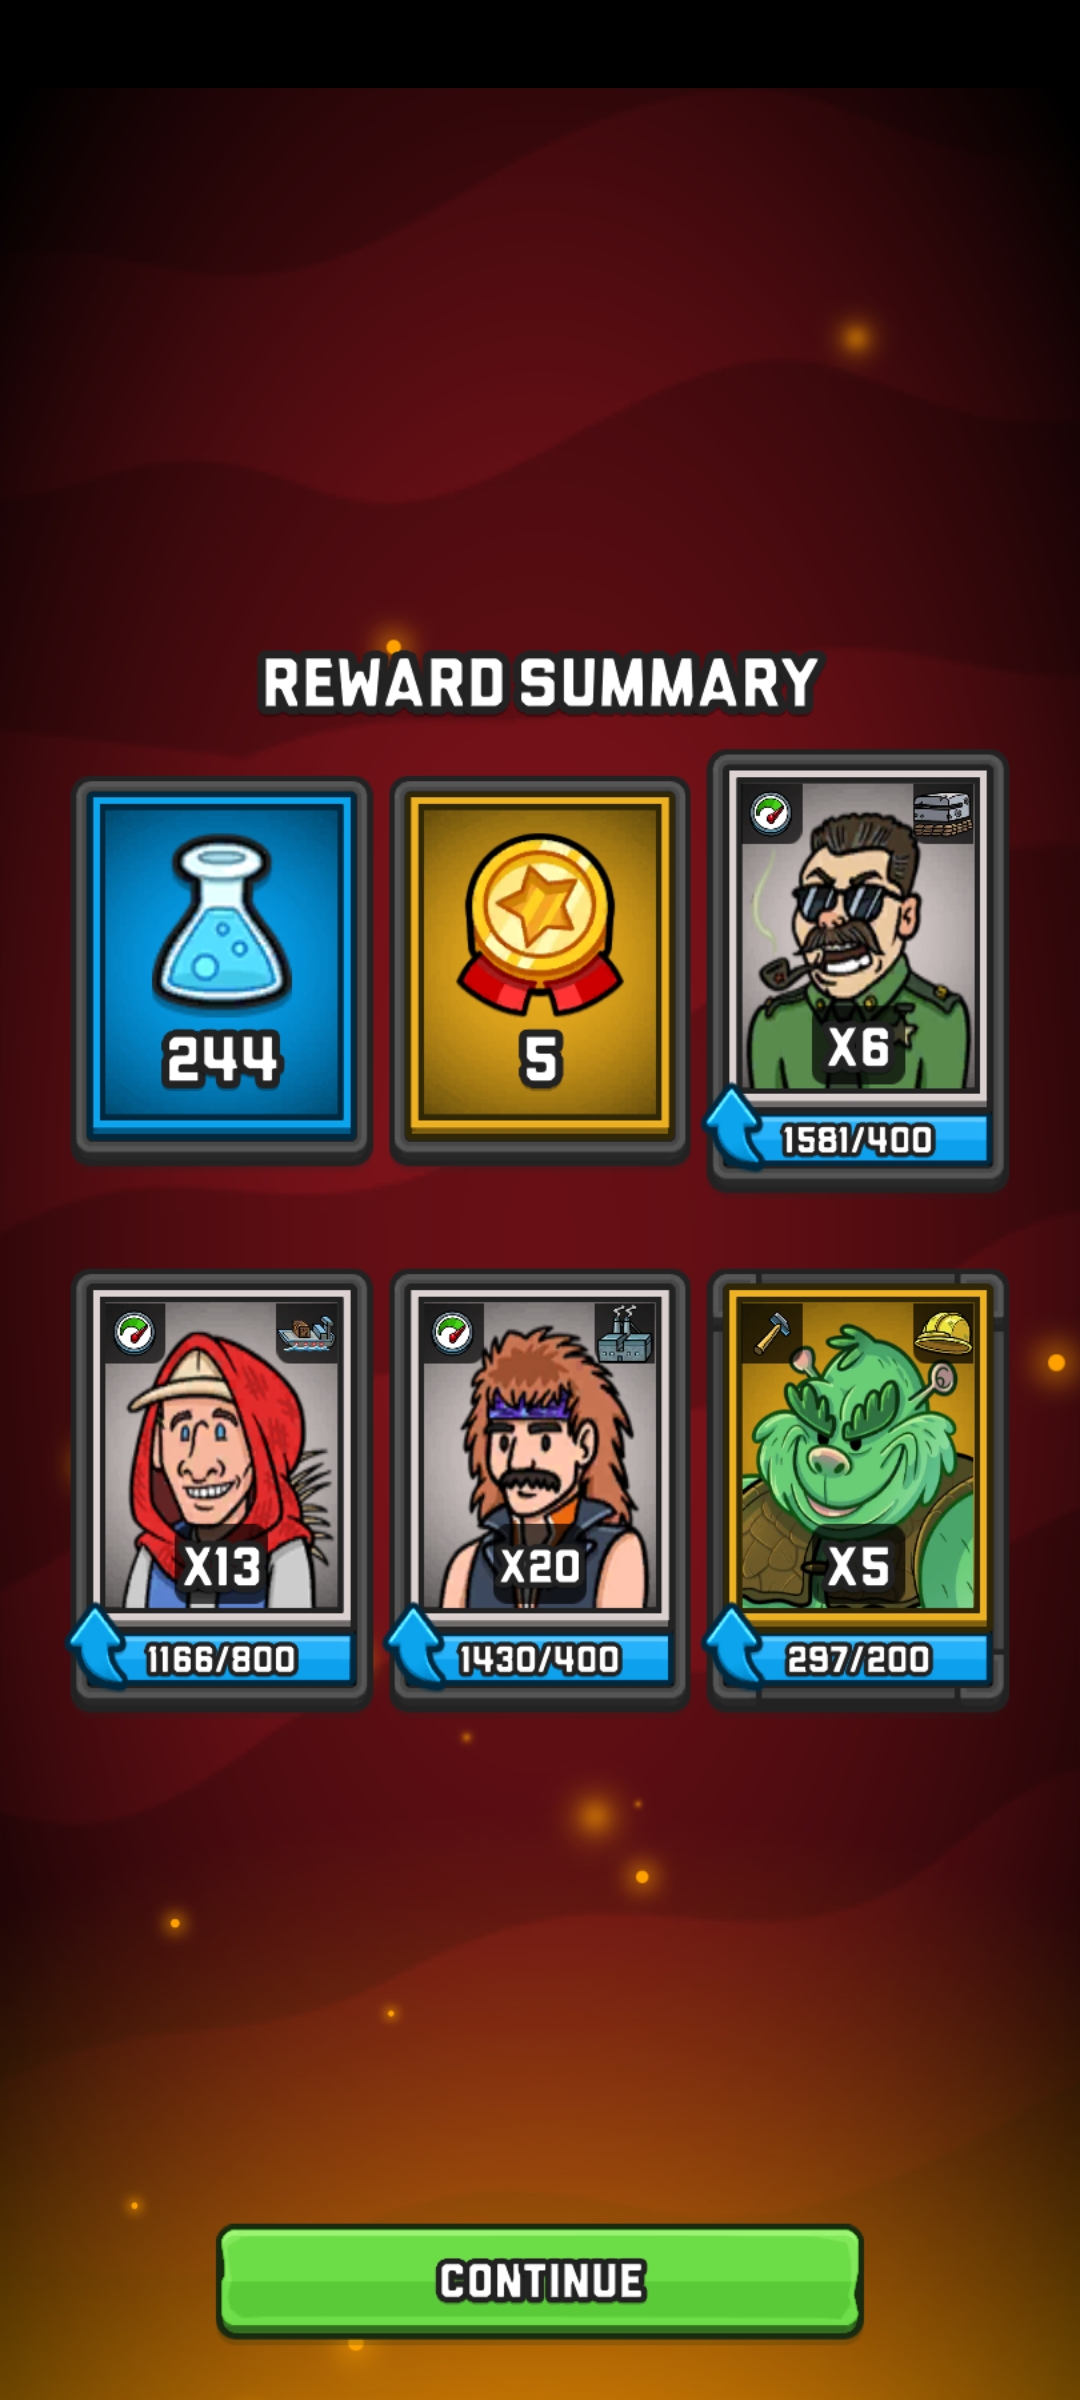 REWARD SUMMARY
244
5
X6
1581/400
X13
1166/800
X20
1430/400
X5
297/200
CONTINUE